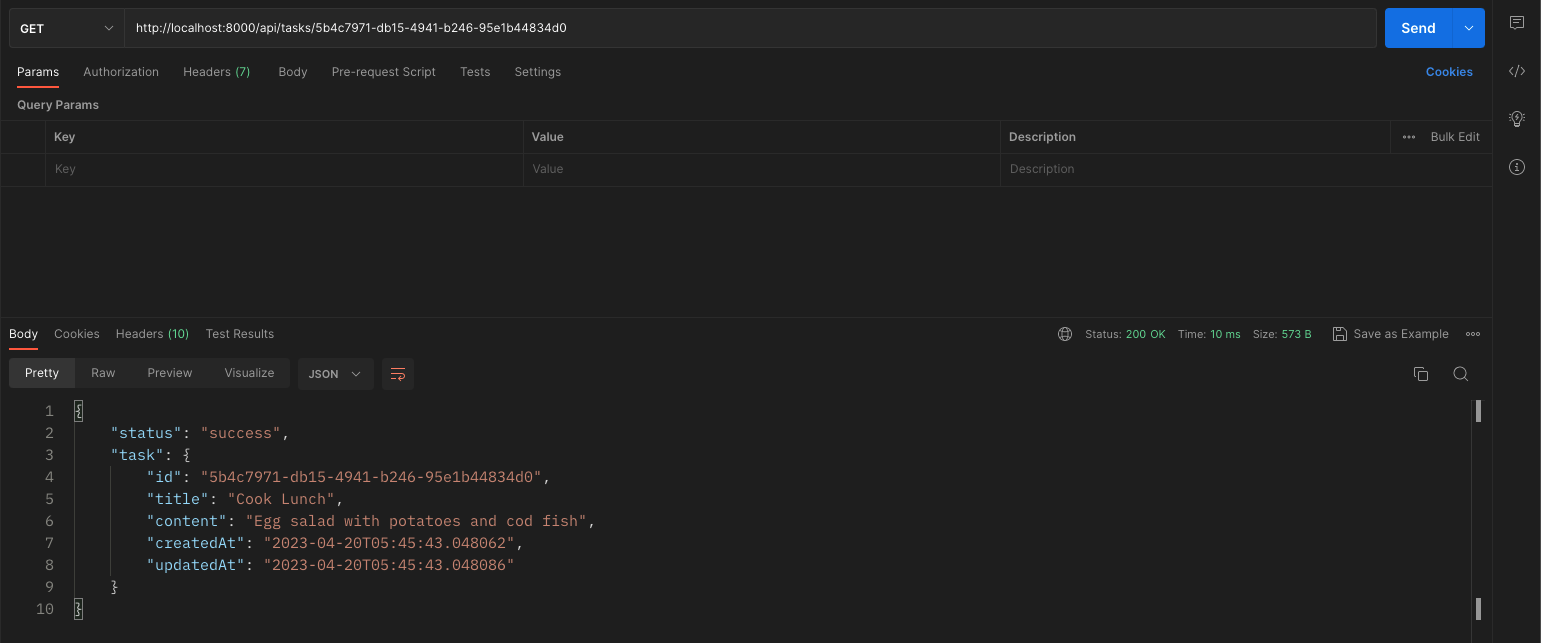 GET http://localhost:8000/api/tasks/5b4c7971-db15-4941-b246-95e1b44834d0 Send
Params Authorization Headers (7) Body Pre-request Script Tests Settings Cookies
Query Params
Key Value Description ••• Bulk Edit
Key Value Description
Body Cookies Headers (10) Test Results Status: 200 OK Time: 10 ms Size: 573 B Save as Example
Pretty Raw Preview Visualize JSON
1 {
2 "status": "success",
3 "task": {
4 "id": "5b4c7971-db15-4941-b246-95e1b44834d0",
5 "title": "Cook Lunch",
6 "content": "Egg salad with potatoes and cod fish",
7 "createdAt": "2023-04-20T05:45:43.048062",
8 "updatedAt": "2023-04-20T05:45:43.048086"
9 }
10 }